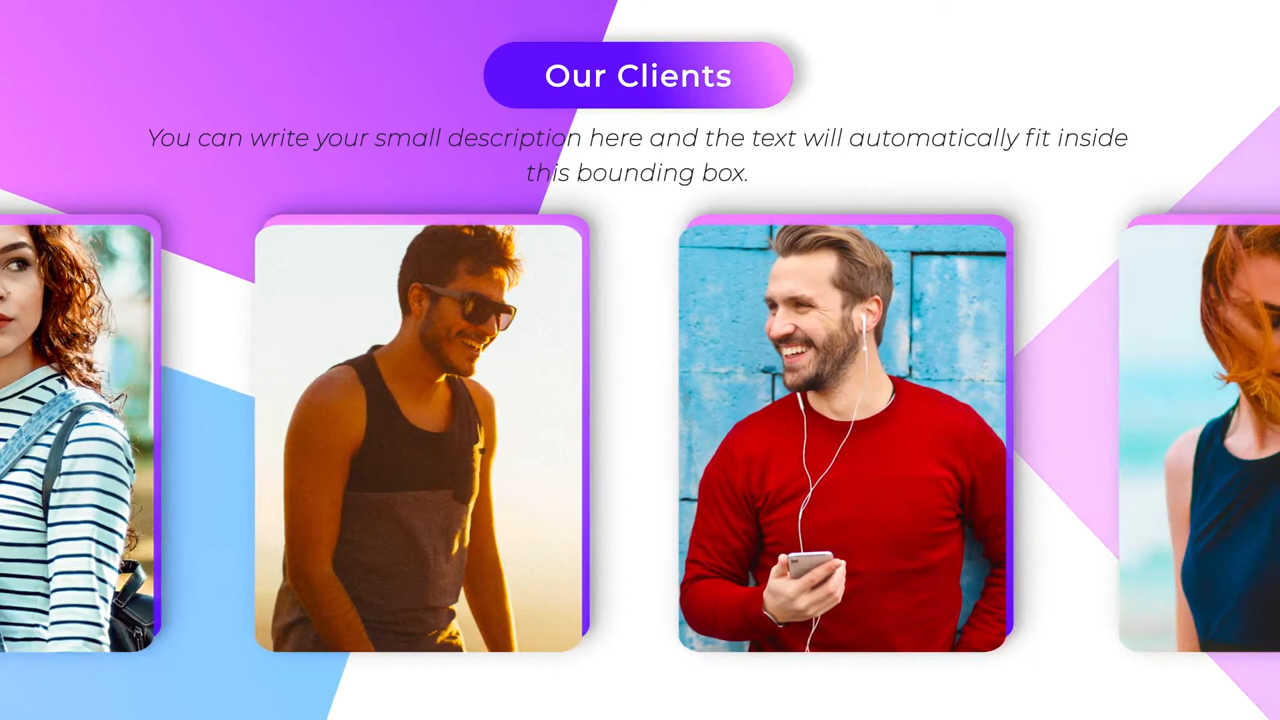 Our Clients
You can write your small description here and the text will automatically fit inside
this bounding box.